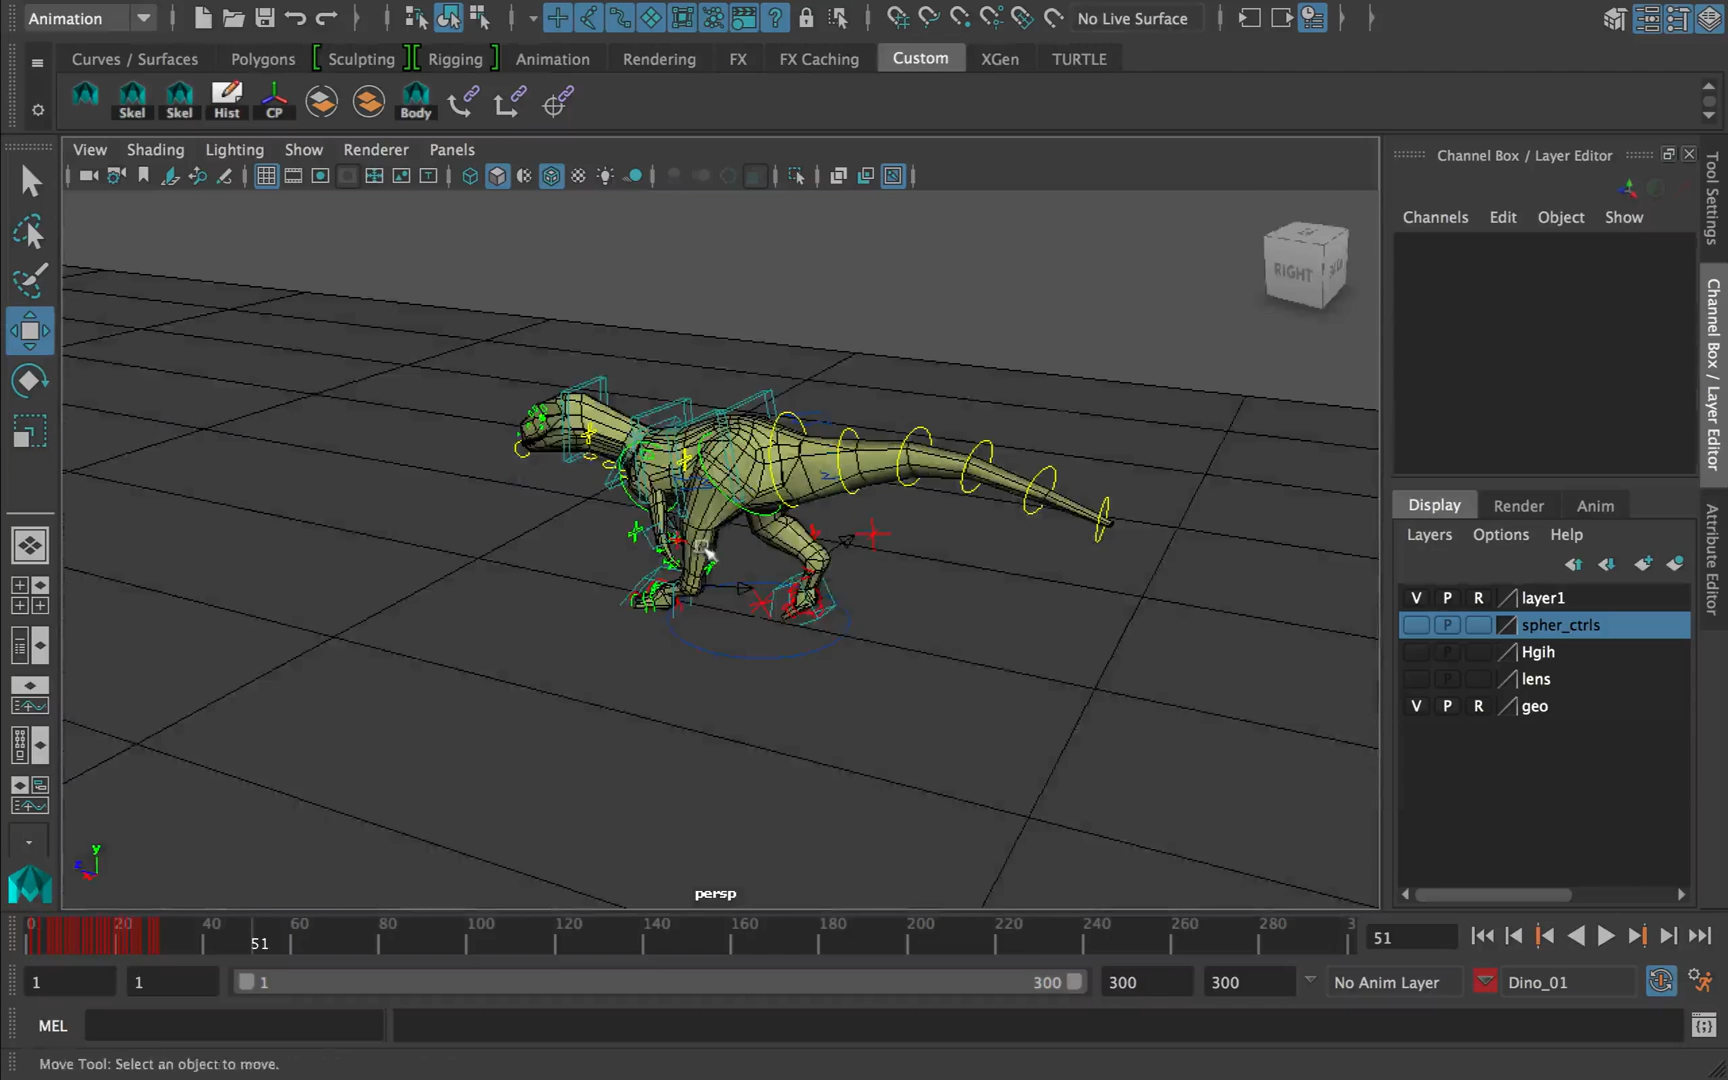 Animation
No Live Surface
Curves / Surfaces
Polygons
Sculpting
Rigging
Animation
Rendering
FX
FX Caching
Custom
XGen
TURTLE
Skel
Skel
Hist
CP
Body
View
Shading
Lighting
Show
Renderer
Panels
Channel Box / Layer Editor
Channels
Edit
Object
Show
Tool Settings
Channel Box / Layer Editor
Attribute Editor
RIGHT
Display
Render
Anim
Layers
Options
Help
V P R layer1
P spher_ctrls
P Hgih
P lens
V P R geo
y
z
persp
0 20 40 60 80 100 120 140 160 180 200 220 240 260 280 3
51
51
1
1
1
300
300
300
No Anim Layer
Dino_01
MEL
Move Tool: Select an object to move.